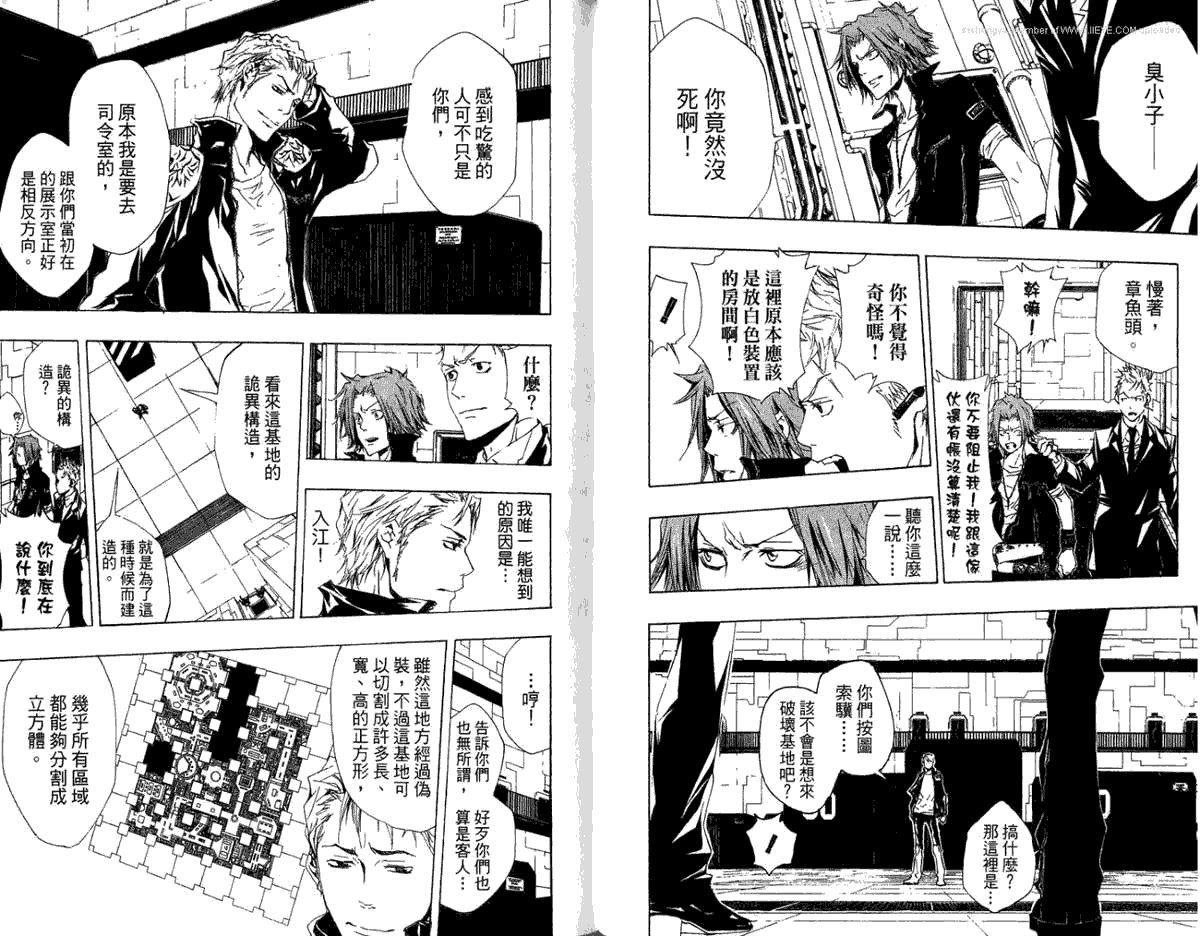 臭小子——
你竟然沒
死啊！
慢著，
章魚頭。
幹嘛！
你不要阻止我！我跟這傢
伙還有帳沒算清楚呢！
你不覺得
奇怪嗎！
這裡原本應該
是放白色裝置
的房間啊！
！
聽你這麼
一說……
你們按圖
索驥……
該不會是想來
破壞基地吧？
！
搞什麼？
那這裡是…
感到吃驚的
人可不只是
你們，
原本我是要去
司令室的，
跟你們當初在
的展示室正好
是相反方向。
什麼？
我唯一能想到
的原因是…
入江！
看來這基地的
詭異構造，
就是為了這
種時候而建
造的。
詭異的構
造？
你…
你到底在
說什麼！
…哼！
告訴你們
也無所謂，
好歹你們也
算是客人…
雖然這地方經過偽
裝，不過這基地可
以切割成許多長、
寬、高的正方形，
幾乎所有區域
都能夠分割成
立方體。